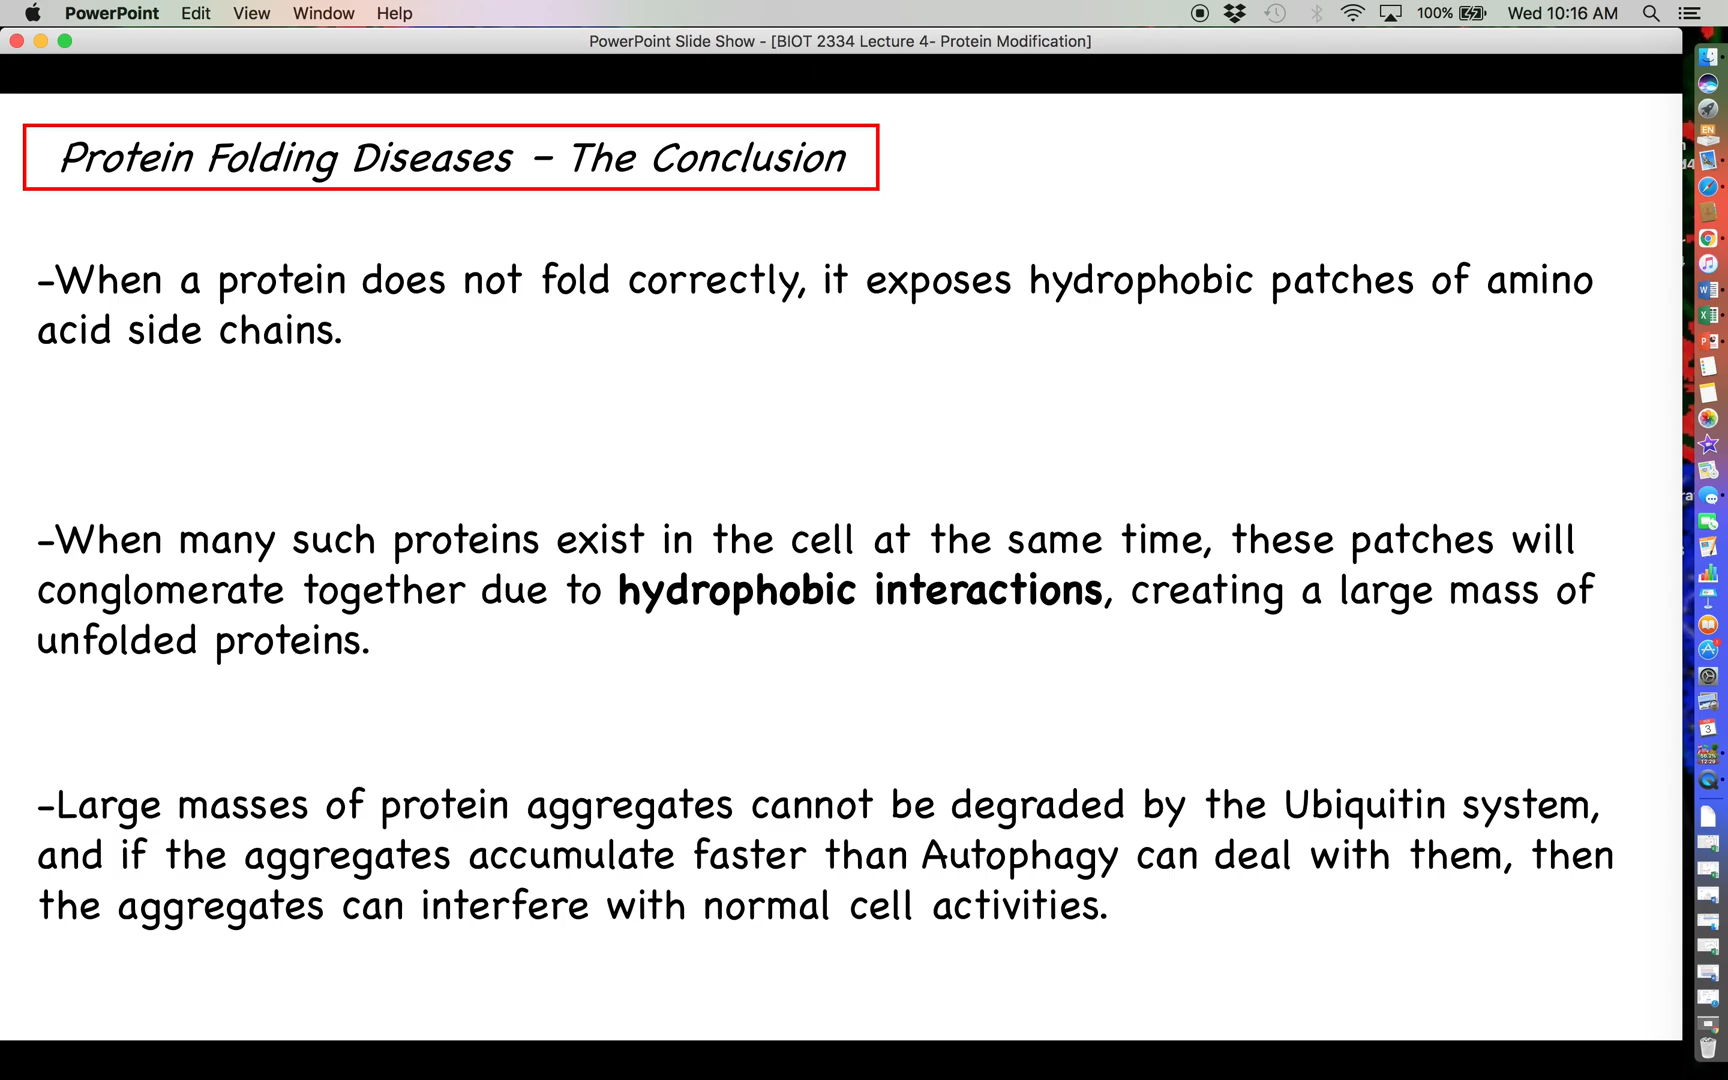 PowerPoint Edit View Window Help 100% Wed 10:16 AM
PowerPoint Slide Show - [BIOT 2334 Lecture 4- Protein Modification]
Protein Folding Diseases - The Conclusion
-When a protein does not fold correctly, it exposes hydrophobic patches of amino
acid side chains.
-When many such proteins exist in the cell at the same time, these patches will
conglomerate together due to hydrophobic interactions, creating a large mass of
unfolded proteins.
-Large masses of protein aggregates cannot be degraded by the Ubiquitin system,
and if the aggregates accumulate faster than Autophagy can deal with them, then
the aggregates can interfere with normal cell activities.